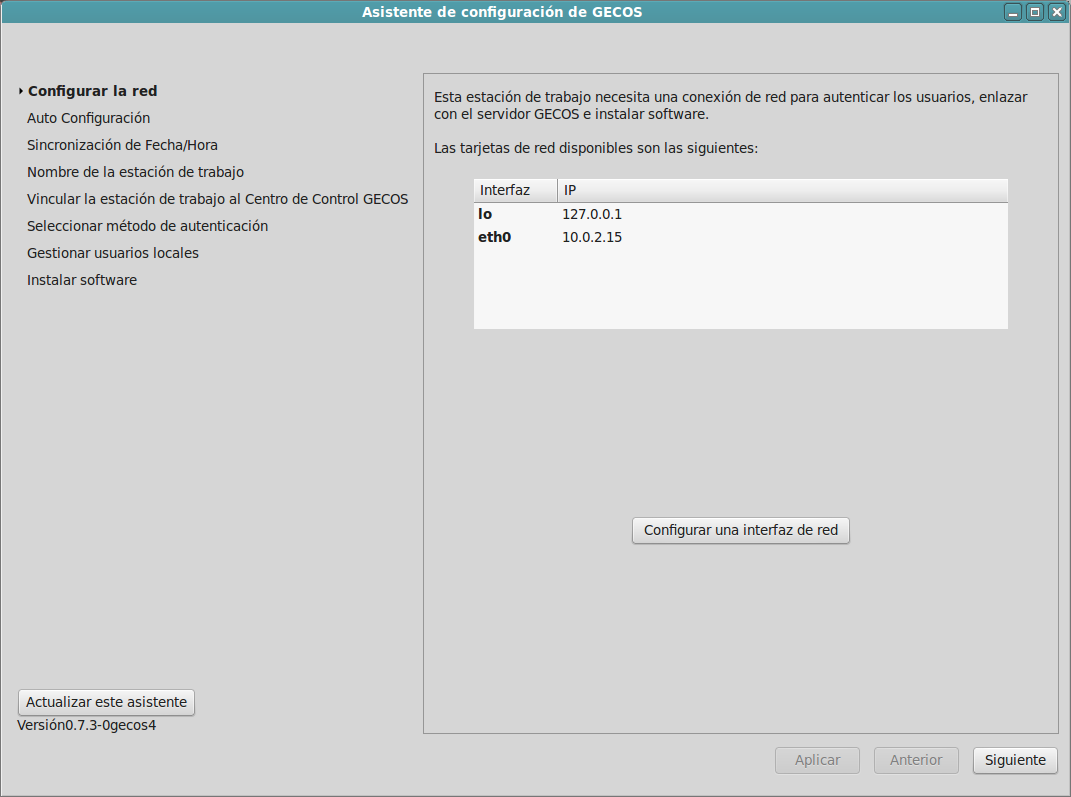 Asistente de configuración de GECOS
Configurar la red
Auto Configuración
Sincronización de Fecha/Hora
Nombre de la estación de trabajo
Vincular la estación de trabajo al Centro de Control GECOS
Seleccionar método de autenticación
Gestionar usuarios locales
Instalar software
Esta estación de trabajo necesita una conexión de red para autenticar los usuarios, enlazar
con el servidor GECOS e instalar software.
Las tarjetas de red disponibles son las siguientes:
Interfaz IP
lo 127.0.0.1
eth0 10.0.2.15
Configurar una interfaz de red
Actualizar este asistente
Versión0.7.3-0gecos4
Aplicar Anterior Siguiente